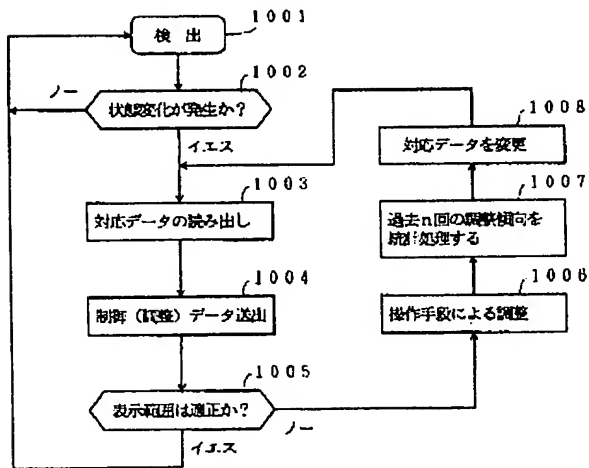 1001
検 出
1002
ノー
状態変化が発生か?
イエス
1003
対応データの読み出し
1004
制御(調整)データ送出
1005
表示範囲は適正か?
ノー
イエス
1008
対応データを変更
1007
過去n回の調整傾向を
統計処理する
1006
操作手段による調整